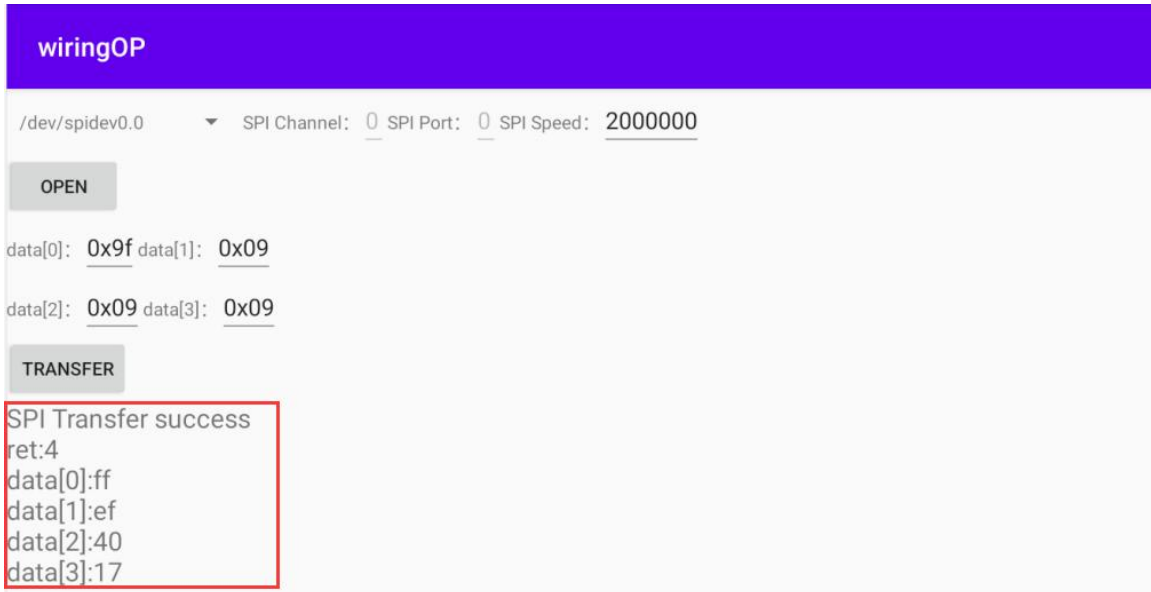 wiringOP
/dev/spidev0.0 SPI Channel: 0 SPI Port: 0 SPI Speed: 2000000
OPEN
data[0]: 0x9f data[1]: 0x09
data[2]: 0x09 data[3]: 0x09
TRANSFER
SPI Transfer success
ret:4
data[0]:ff
data[1]:ef
data[2]:40
data[3]:17